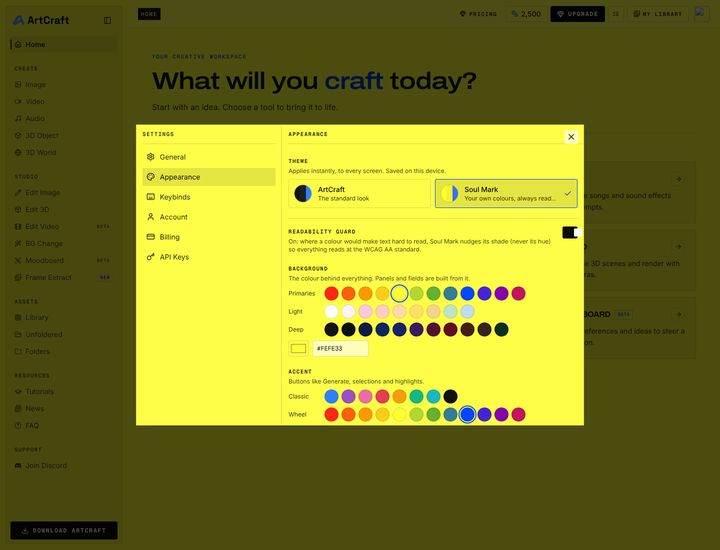 ArtCraft
Home
CREATE
Image
Video
Audio
3D Object
3D World
STUDIO
Edit Image
Edit 3D
Edit Video BETA
BG Change
Moodboard BETA
Frame Extract NEW
ASSETS
Library
Unfoldered
Folders
RESOURCES
Tutorials
News
FAQ
SUPPORT
Join Discord
DOWNLOAD ARTCRAFT
HOME
PRICING
2,500
UPGRADE
MY LIBRARY
YOUR CREATIVE WORKSPACE
What will you craft today?
Start with an idea. Choose a tool to bring it to life.
SETTINGS
General
Appearance
Keybinds
Account
Billing
API Keys
APPEARANCE
THEME
Applies instantly, to every screen. Saved on this device.
ArtCraft
The standard look
Soul Mark
Your own colours, always read...
READABILITY GUARD
On: where a colour would make text hard to read, Soul Mark nudges its shade (never its hue)
so everything reads at the WCAG AA standard.
BACKGROUND
The colour behind everything. Panels and fields are built from it.
Primaries
Light
Deep
#FEFE33
ACCENT
Buttons like Generate, selections and highlights.
Classic
Wheel
songs and sound effects
mpts.
3D scenes and render with
ras.
BOARD BETA
references and ideas to steer a
on.